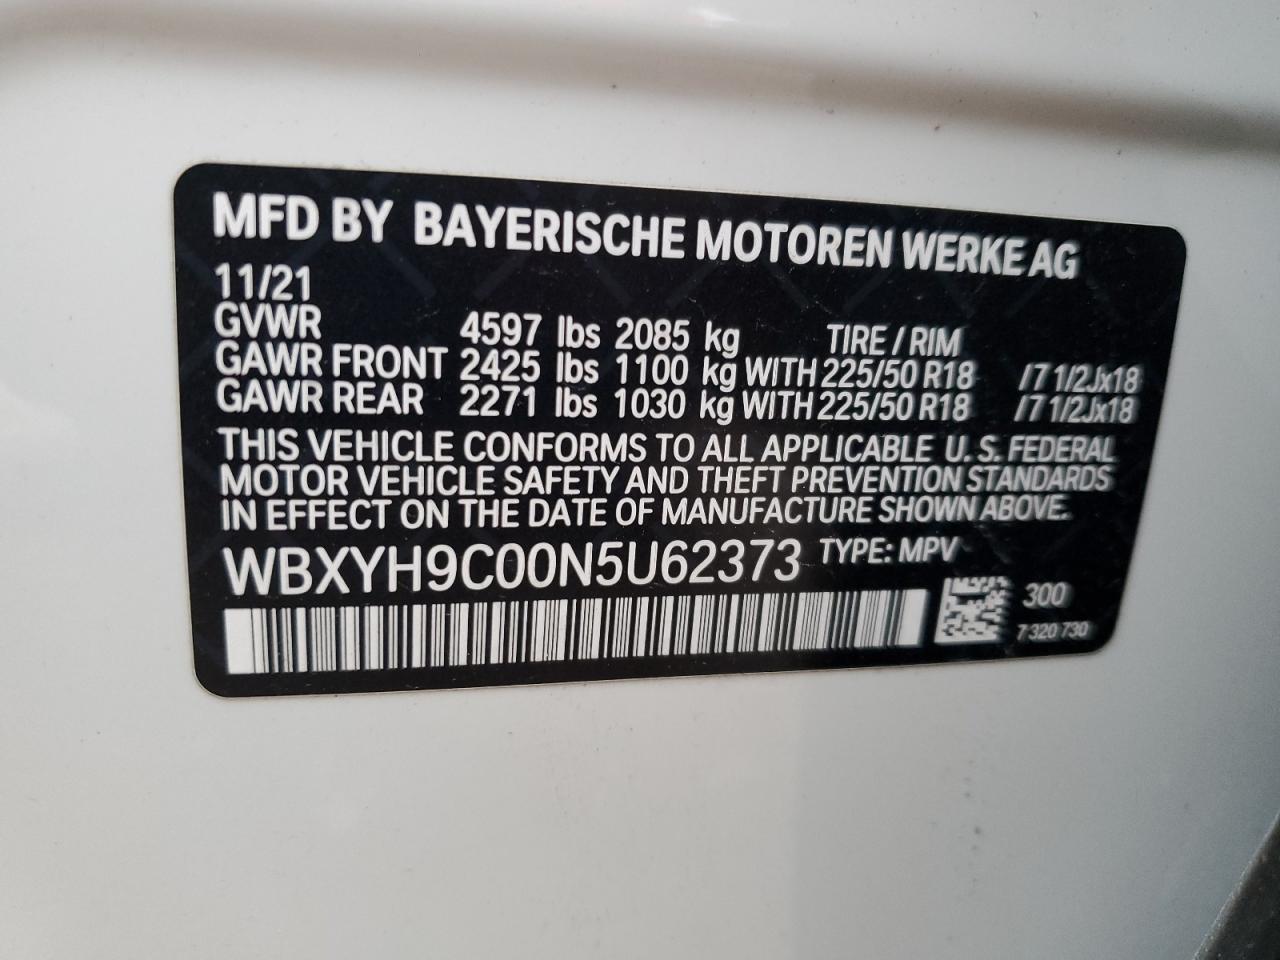 MFD BY BAYERISCHE MOTOREN WERKE AG
11/21
GVWR 4597 lbs 2085 kg TIRE / RIM
GAWR FRONT 2425 lbs 1100 kg WITH 225/50 R18 /7 1/2Jx18
GAWR REAR 2271 lbs 1030 kg WITH 225/50 R18 /7 1/2Jx18
THIS VEHICLE CONFORMS TO ALL APPLICABLE U. S. FEDERAL
MOTOR VEHICLE SAFETY AND THEFT PREVENTION STANDARDS
IN EFFECT ON THE DATE OF MANUFACTURE SHOWN ABOVE.
WBXYH9C00N5U62373 TYPE: MPV
300
7 320 730